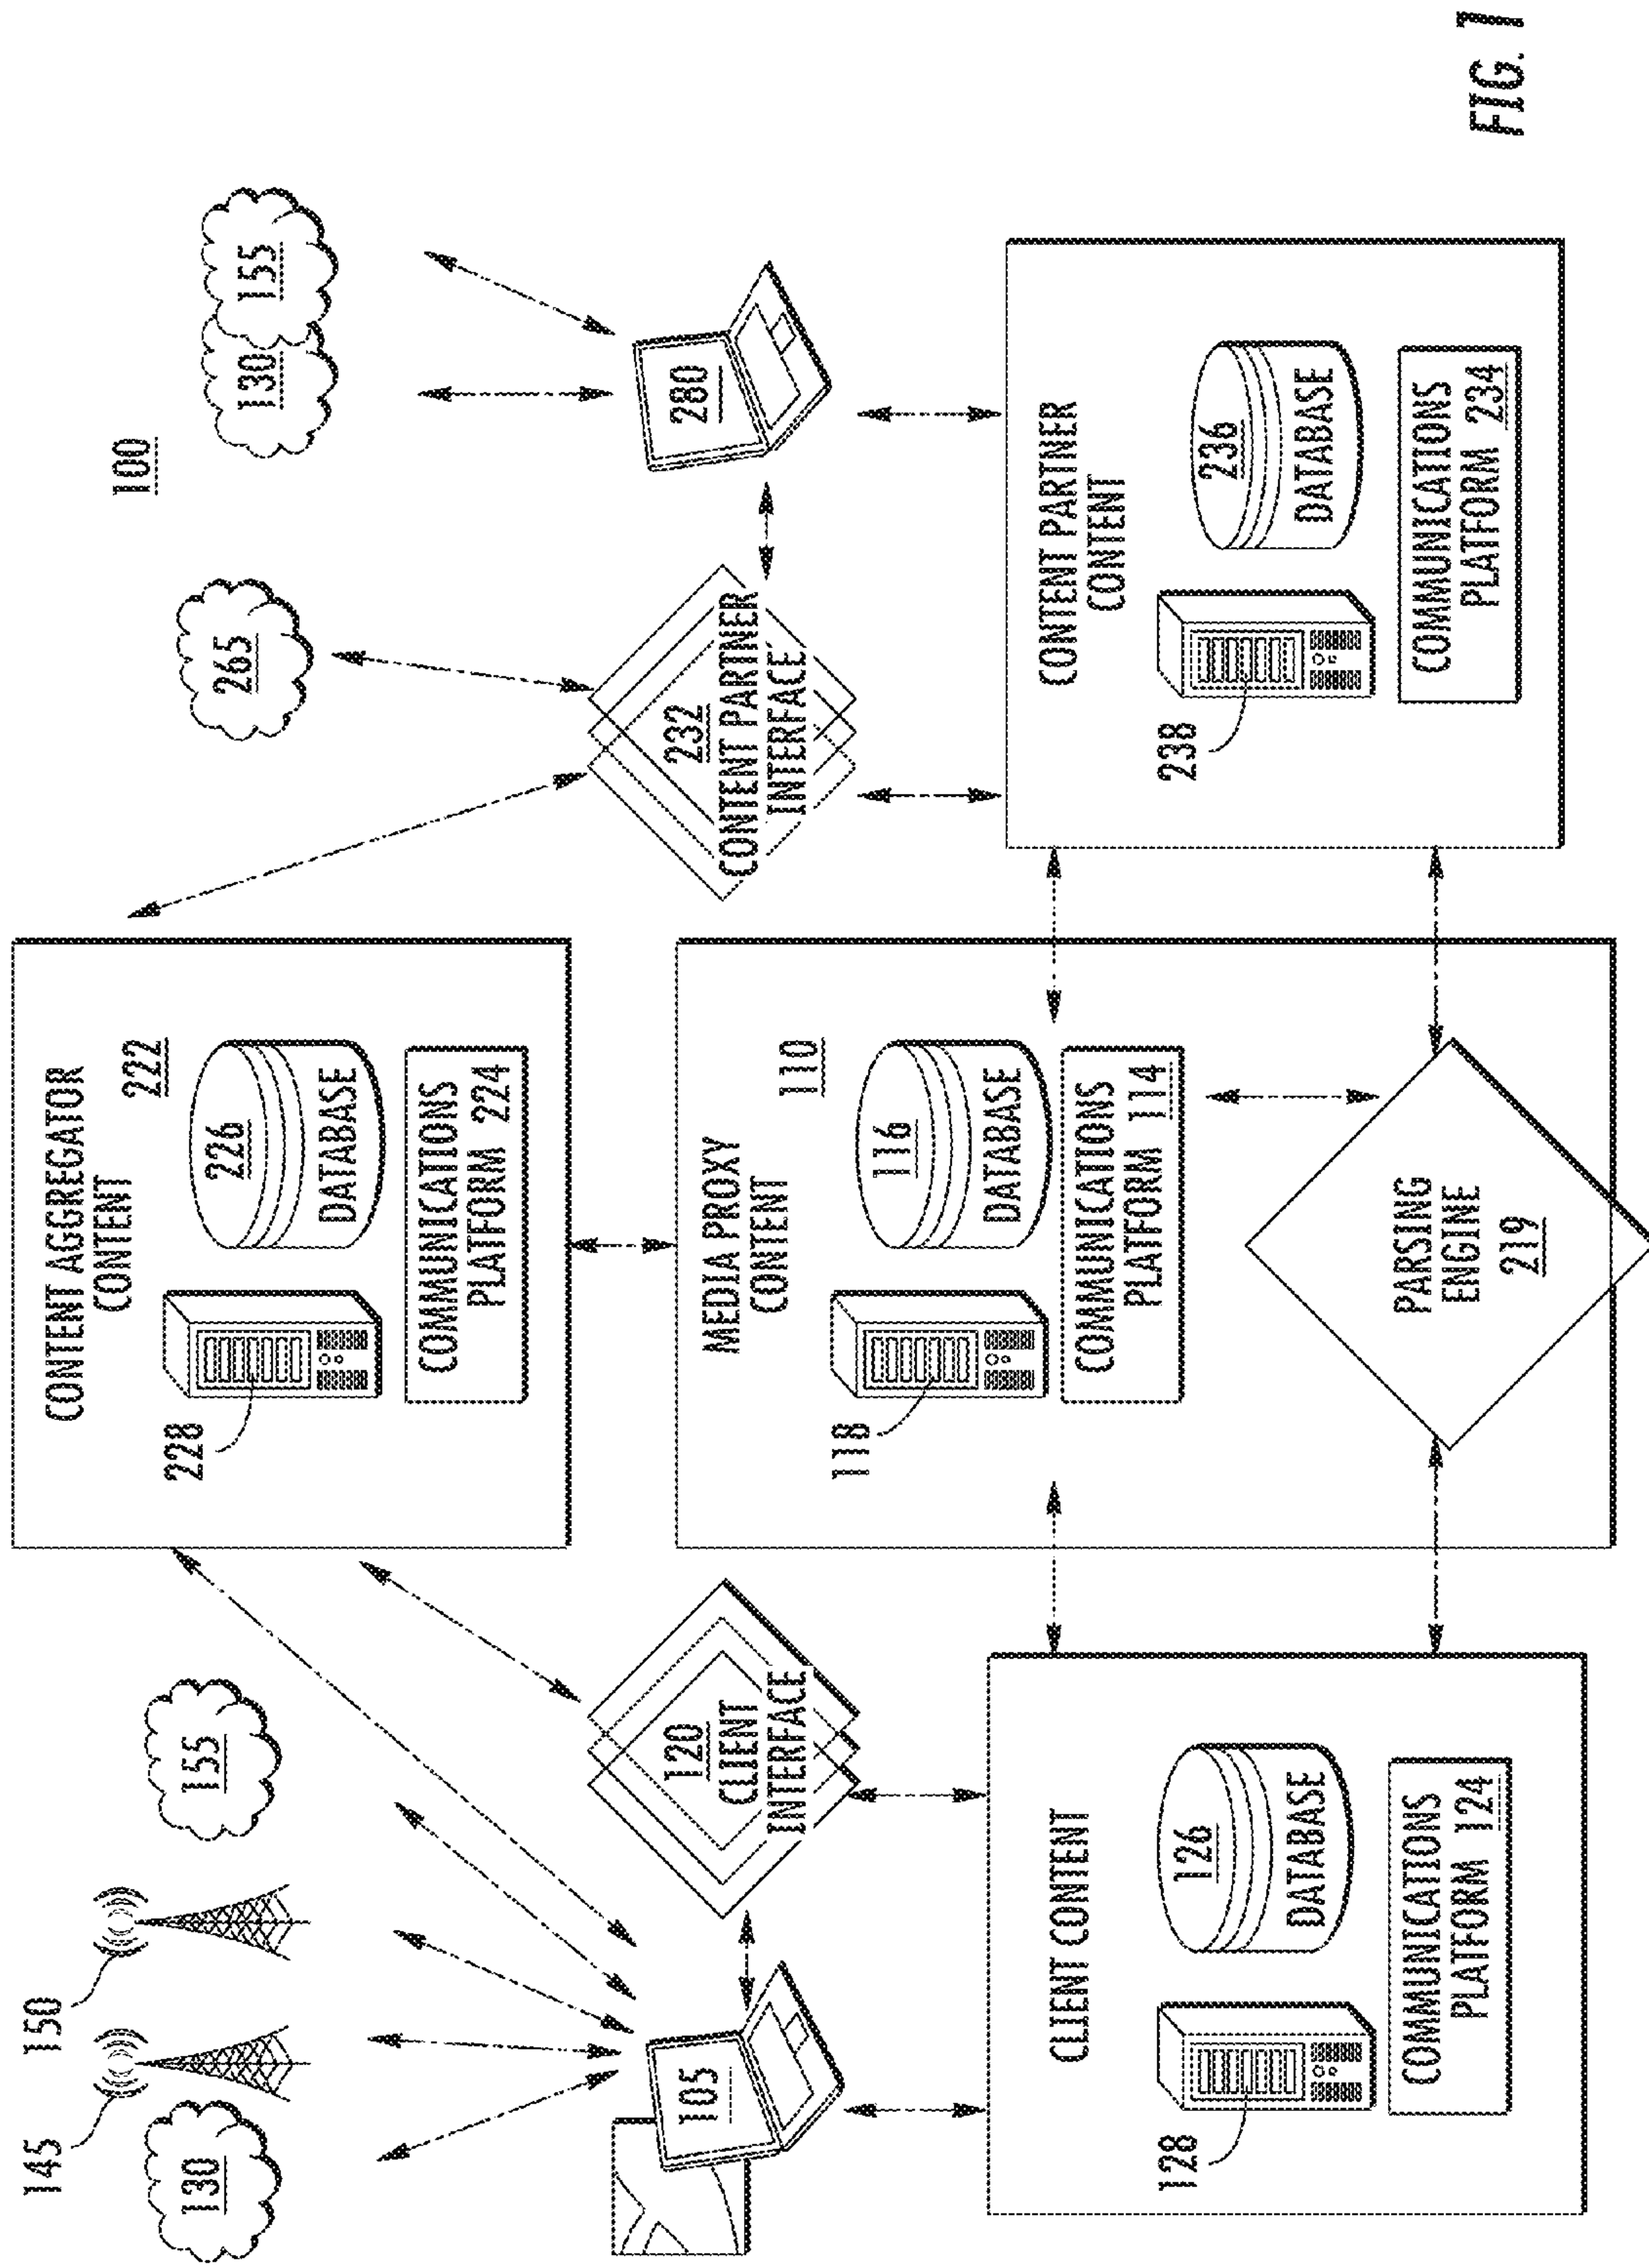 145
150
130
155
105
120
CLIENT
INTERFACE
CLIENT CONTENT
128
126
DATABASE
COMMUNICATIONS
PLATFORM 124
CONTENT AGGREGATOR
CONTENT
222
228
226
DATABASE
COMMUNICATIONS
PLATFORM 224
MEDIA PROXY
CONTENT
110
118
116
DATABASE
COMMUNICATIONS
PLATFORM 114
PARSING
ENGINE
219
100
265
130
155
232
CONTENT PARTNER
INTERFACE
280
CONTENT PARTNER
CONTENT
238
236
DATABASE
COMMUNICATIONS
PLATFORM 234
FIG. 1